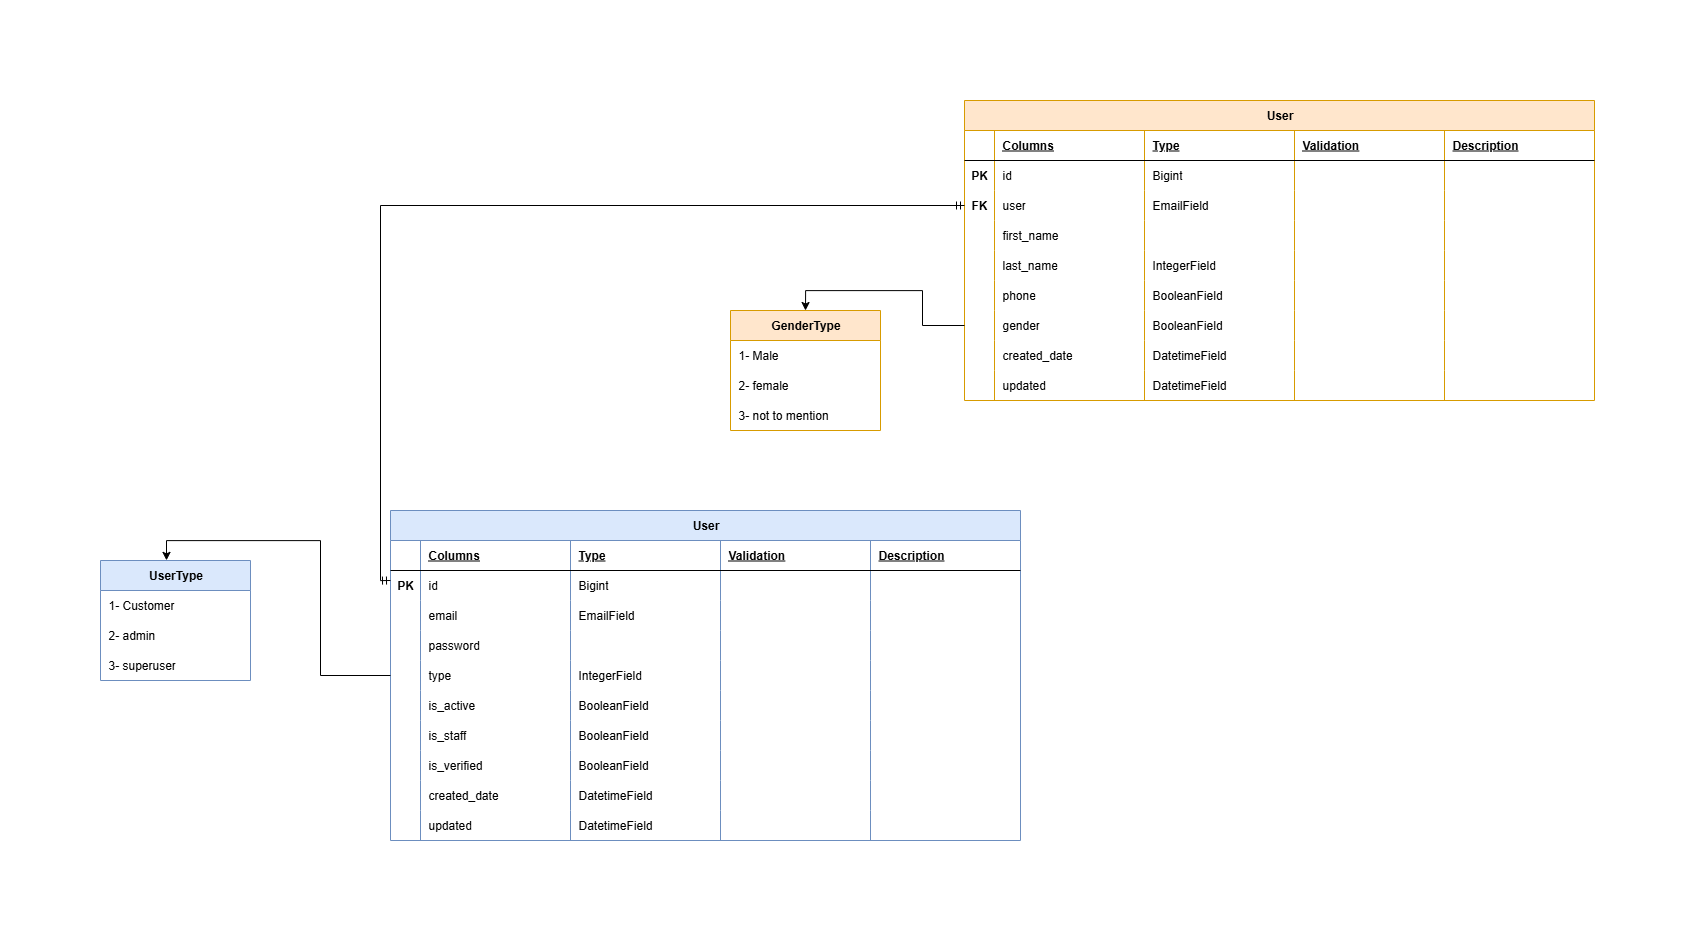 User
Columns Type Validation Description
PK id Bigint
FK user EmailField
first_name
last_name IntegerField
phone BooleanField
gender BooleanField
created_date DatetimeField
updated DatetimeField
GenderType
1- Male
2- female
3- not to mention
User
Columns Type Validation Description
PK id Bigint
email EmailField
password
type IntegerField
is_active BooleanField
is_staff BooleanField
is_verified BooleanField
created_date DatetimeField
updated DatetimeField
UserType
1- Customer
2- admin
3- superuser